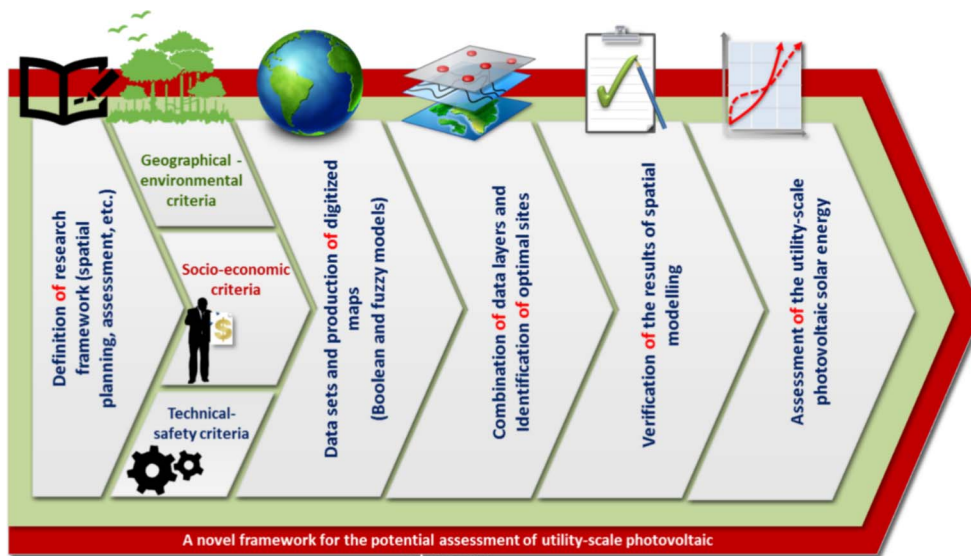 Definition of research
framework (spatial
planning, assessment, etc.)
Geographical -
environmental
criteria
Socio-economic
criteria
$
Technical-
safety criteria
Data sets and production of digitized
maps
(Boolean and fuzzy models)
Combination of data layers and
Identification of optimal sites
Verification of the results of spatial
modelling
Assessment of the utility-scale
photovoltaic solar energy
A novel framework for the potential assessment of utility-scale photovoltaic